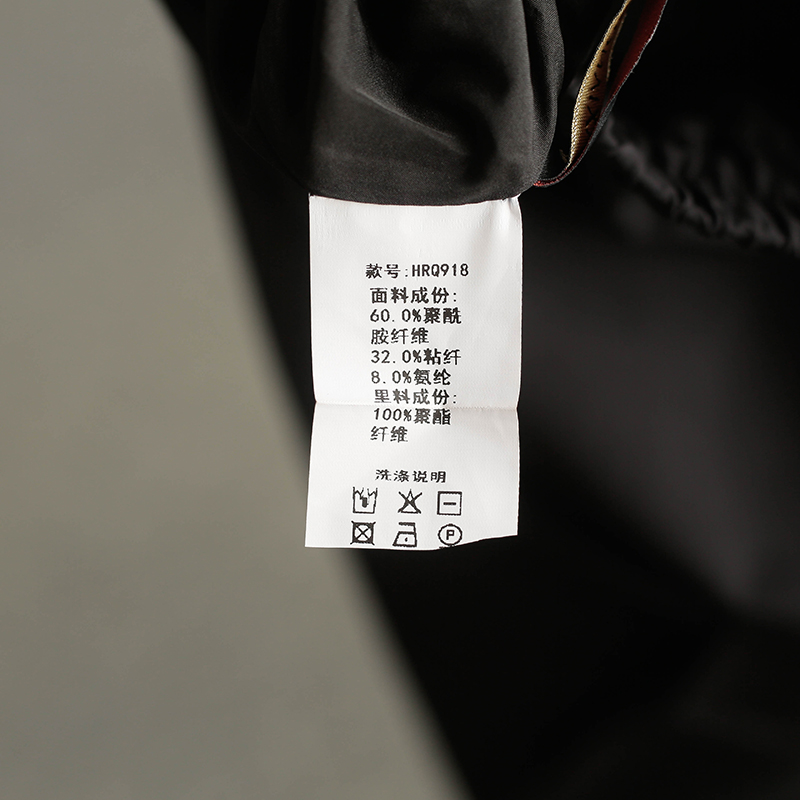 款号:HRQ918
面料成份:
60.0%聚酰
胺纤维
32.0%粘纤
8.0%氨纶
里料成份:
100%聚酯
纤维
洗涤说明
P